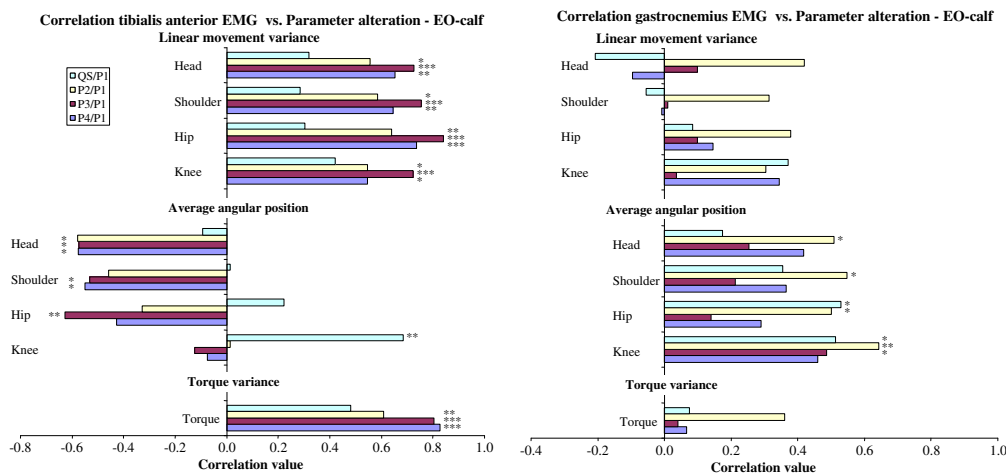 Correlation tibialis anterior EMG vs. Parameter alteration - EO-calf
Linear movement variance
QS/P1
P2/P1
P3/P1
P4/P1
Head
*
***
**
Shoulder
*
***
**
Hip
**
***
***
Knee
*
***
*
Average angular position
Head
*
*
*
Shoulder
*
*
Hip
**
Knee
**
Torque variance
Torque
**
***
***
-0.8 -0.6 -0.4 -0.2 0.0 0.2 0.4 0.6 0.8 1.0
Correlation value
Correlation gastrocnemius EMG vs. Parameter alteration - EO-calf
Linear movement variance
Head
Shoulder
Hip
Knee
Average angular position
Head
*
Shoulder
*
Hip
*
*
Knee
*
**
*
Torque variance
Torque
-0.4 -0.2 0.0 0.2 0.4 0.6 0.8 1.0
Correlation value